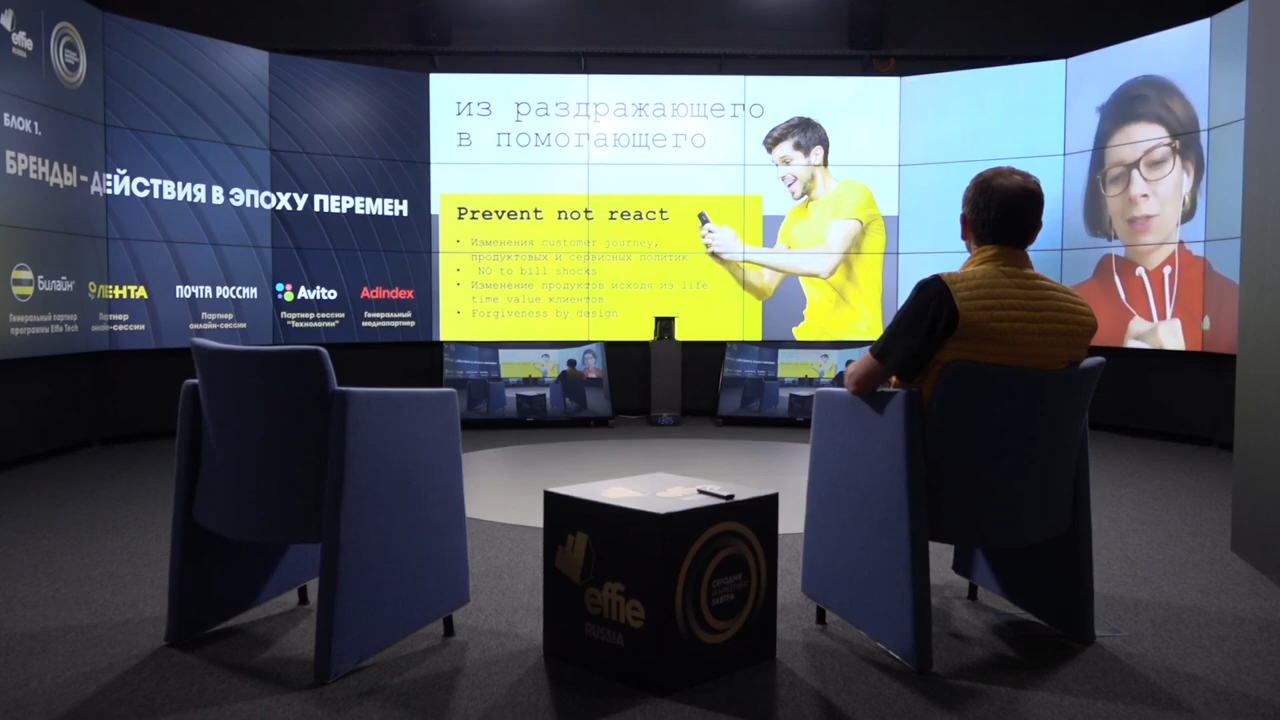 effie
RUSSIA
БЛОК 1.
БРЕНДЫ – ДЕЙСТВИЯ В ЭПОХУ ПЕРЕМЕН
билайн
Генеральный партнер
программы Effie Tech
ЛЕНТА
Партнер
онлайн-сессии
ПОЧТА РОССИИ
Партнер
онлайн-сессии
Avito
Партнер сессии
"Технологии"
AdIndex
Генеральный
медиапартнер
из раздражающего
в помогающего
Prevent not react
• Изменения customer journey,
продуктовых и сервисных политик
• NO to bill shocks
• Изменение продуктов исходя из life
time value клиентов
• Forgiveness by design
effie
RUSSIA
СЕГОДНЯ
МАРКЕТИНГ
ЗАВТРА